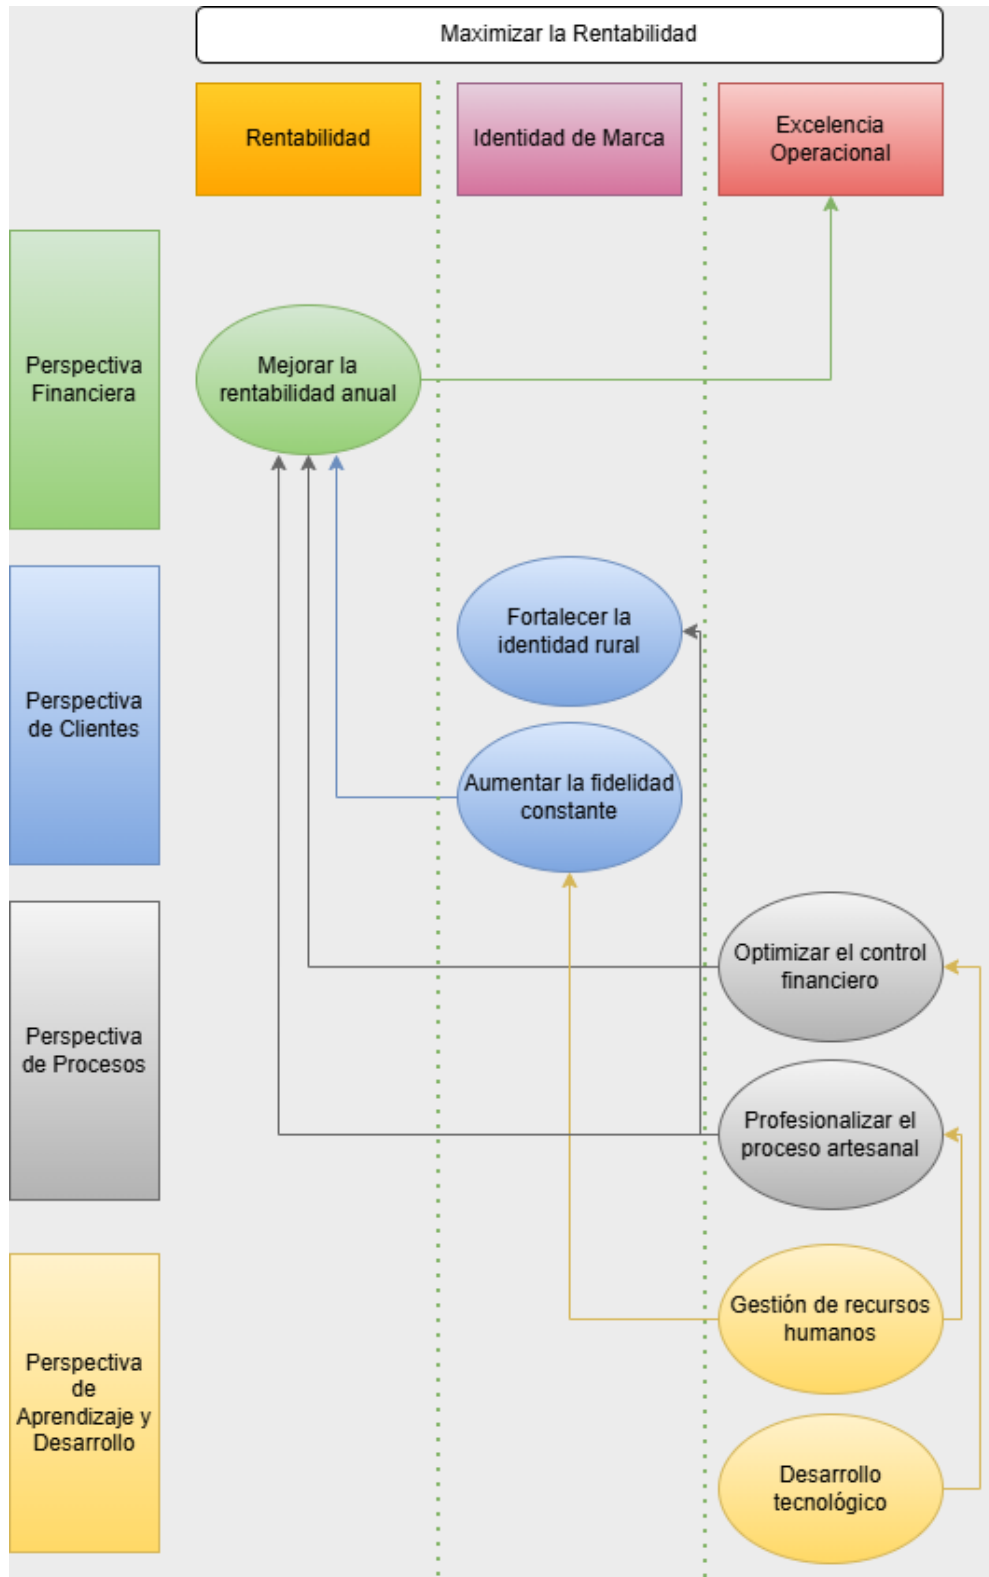 Maximizar la Rentabilidad
Rentabilidad
Identidad de Marca
Excelencia
Operacional
Perspectiva
Financiera
Mejorar la
rentabilidad anual
Perspectiva
de Clientes
Fortalecer la
identidad rural
Aumentar la fidelidad
constante
Perspectiva
de Procesos
Optimizar el control
financiero
Profesionalizar el
proceso artesanal
Perspectiva
de
Aprendizaje y
Desarrollo
Gestión de recursos
humanos
Desarrollo
tecnológico